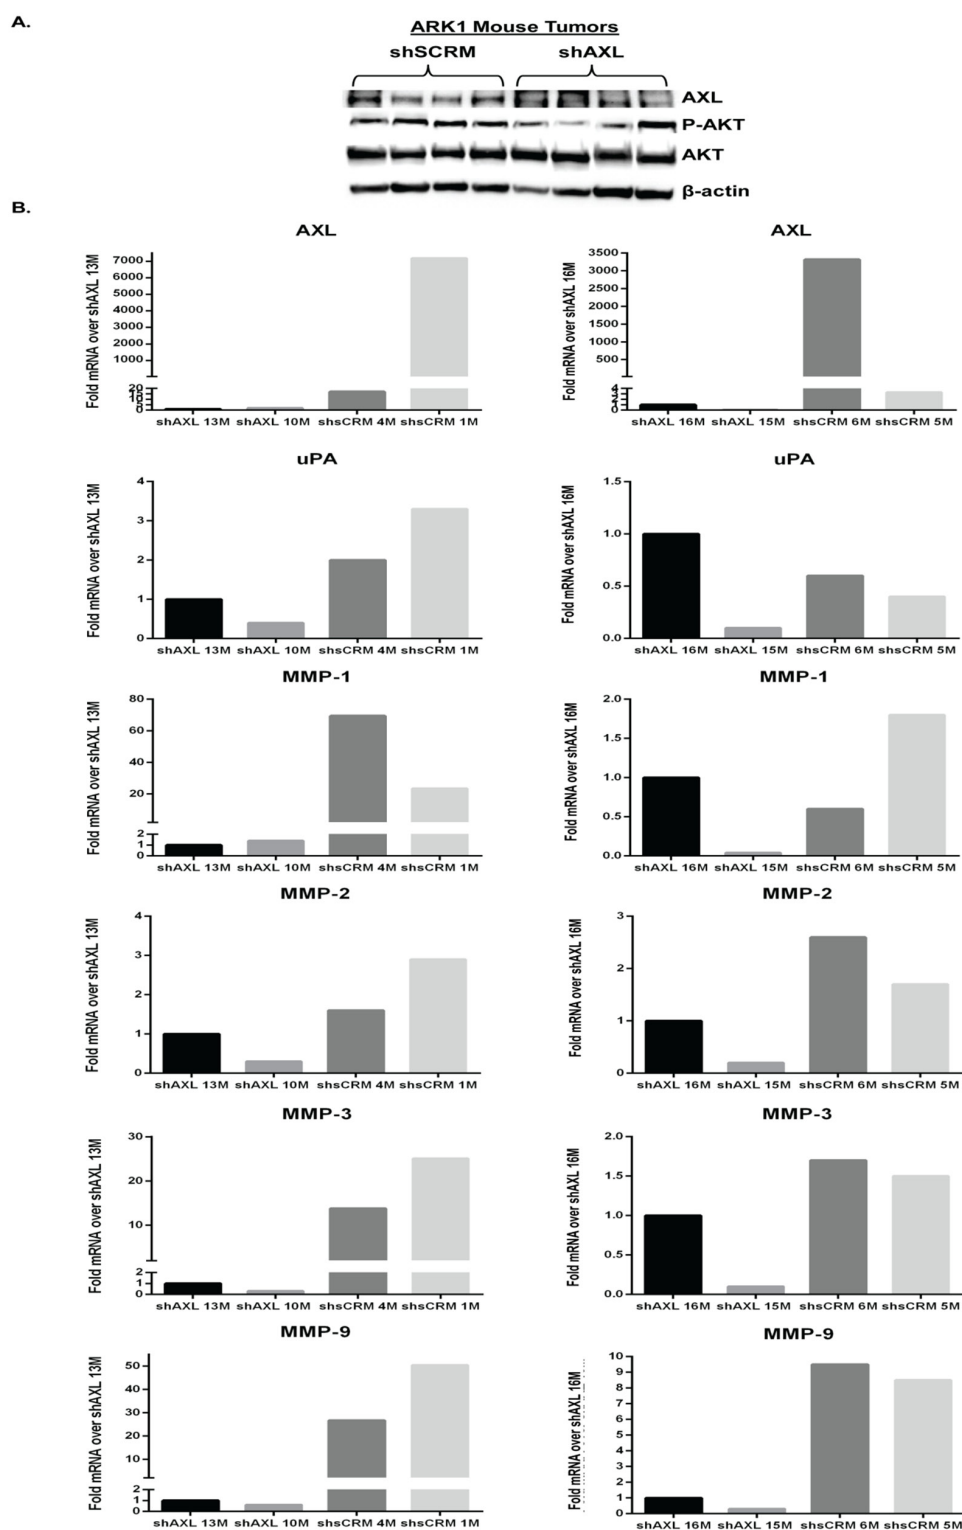 A.
ARK1 Mouse Tumors
shSCRM shAXL
AXL
P-AKT
AKT
β-actin
B.
AXL
Fold mRNA over shAXL 13M
7000
6000
5000
4000
3000
2000
1000
20
15
10
5
0
shAXL 13M shAXL 10M shsCRM 4M shsCRM 1M
AXL
Fold mRNA over shAXL 16M
3500
3000
2500
2000
1500
1000
500
4
3
2
1
0
shAXL 16M shAXL 15M shsCRM 6M shsCRM 5M
uPA
Fold mRNA over shAXL 13M
4
3
2
1
0
shAXL 13M shAXL 10M shsCRM 4M shsCRM 1M
uPA
Fold mRNA over shAXL 16M
1.5
1.0
0.5
0.0
shAXL 16M shAXL 15M shsCRM 6M shsCRM 5M
MMP-1
Fold mRNA over shAXL 13M
80
60
40
20
2
1
0
shAXL 13M shAXL 10M shsCRM 4M shsCRM 1M
MMP-1
Fold mRNA over shAXL 16M
2.0
1.5
1.0
0.5
0.0
shAXL 16M shAXL 15M shsCRM 6M shsCRM 5M
MMP-2
Fold mRNA over shAXL 13M
4
3
2
1
0
shAXL 13M shAXL 10M shsCRM 4M shsCRM 1M
MMP-2
Fold mRNA over shAXL 16M
3
2
1
0
shAXL 16M shAXL 15M shsCRM 6M shsCRM 5M
MMP-3
Fold mRNA over shAXL 13M
30
20
10
2
1
0
shAXL 13M shAXL 10M shsCRM 4M shsCRM 1M
MMP-3
Fold mRNA over shAXL 16M
2.0
1.5
1.0
0.5
0.0
shAXL 16M shAXL 15M shsCRM 6M shsCRM 5M
MMP-9
Fold mRNA over shAXL 13M
50
40
30
20
10
2
1
0
shAXL 13M shAXL 10M shsCRM 4M shsCRM 1M
MMP-9
Fold mRNA over shAXL 16M
10
9
8
7
6
5
4
3
2
1
0
shAXL 16M shAXL 15M shsCRM 6M shsCRM 5M